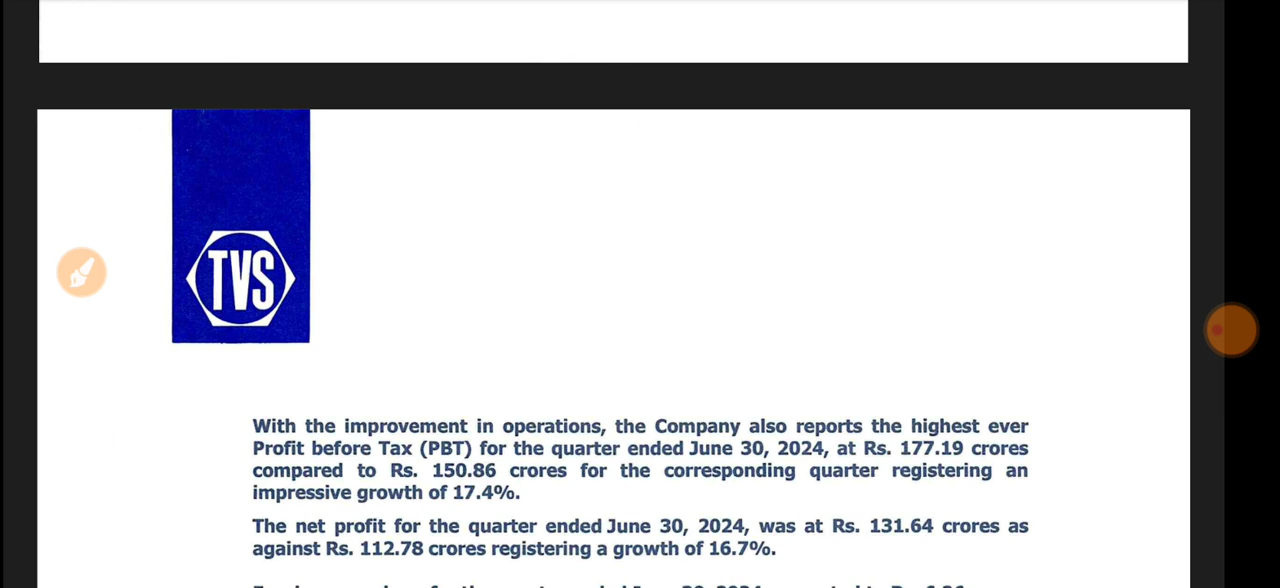 TVS
With the improvement in operations, the Company also reports the highest ever
Profit before Tax (PBT) for the quarter ended June 30, 2024, at Rs. 177.19 crores
compared to Rs. 150.86 crores for the corresponding quarter registering an
impressive growth of 17.4%.
The net profit for the quarter ended June 30, 2024, was at Rs. 131.64 crores as
against Rs. 112.78 crores registering a growth of 16.7%.